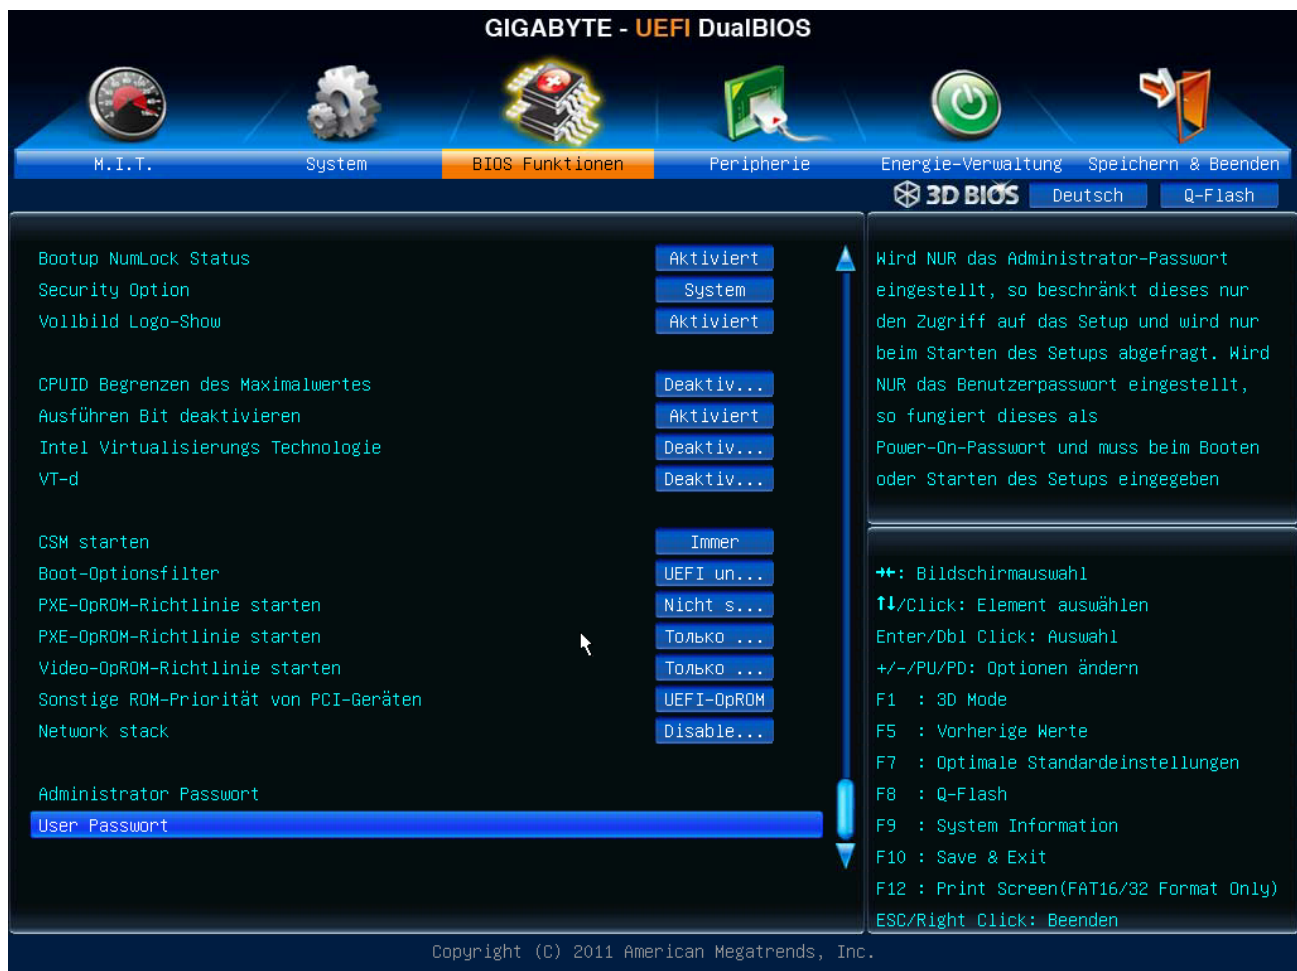 GIGABYTE - UEFI DualBIOS
M.I.T.
System
BIOS Funktionen
Peripherie
Energie-Verwaltung
Speichern & Beenden
3D BIOS
Deutsch
Q-Flash
Bootup NumLock Status Aktiviert
Security Option System
Vollbild Logo-Show Aktiviert
CPUID Begrenzen des Maximalwertes Deaktiv...
Ausführen Bit deaktivieren Aktiviert
Intel Virtualisierungs Technologie Deaktiv...
VT-d Deaktiv...
CSM starten Immer
Boot-Optionsfilter UEFI un...
PXE-OpROM-Richtlinie starten Nicht s...
PXE-OpROM-Richtlinie starten Только ...
Video-OpROM-Richtlinie starten Только ...
Sonstige ROM-Priorität von PCI-Geräten UEFI-OpROM
Network stack Disable...
Administrator Passwort
User Passwort
Wird NUR das Administrator-Passwort
eingestellt, so beschränkt dieses nur
den Zugriff auf das Setup und wird nur
beim Starten des Setups abgefragt. Wird
NUR das Benutzerpasswort eingestellt,
so fungiert dieses als
Power-On-Passwort und muss beim Booten
oder Starten des Setups eingegeben
→←: Bildschirmauswahl
↑↓/Click: Element auswählen
Enter/Dbl Click: Auswahl
+/-/PU/PD: Optionen ändern
F1 : 3D Mode
F5 : Vorherige Werte
F7 : Optimale Standardeinstellungen
F8 : Q-Flash
F9 : System Information
F10 : Save & Exit
F12 : Print Screen(FAT16/32 Format Only)
ESC/Right Click: Beenden
Copyright (C) 2011 American Megatrends, Inc.